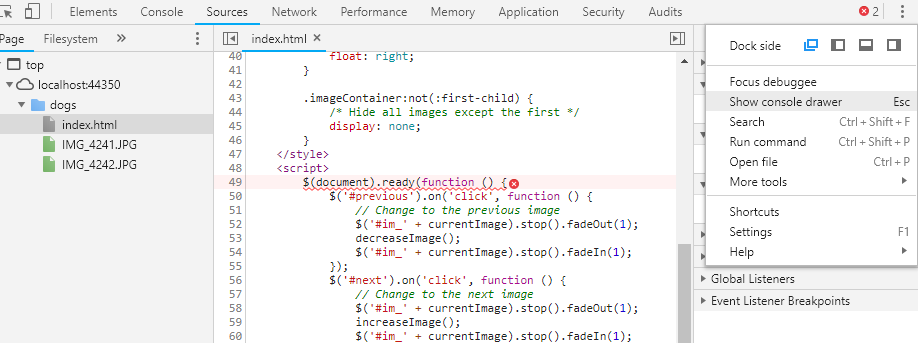 Elements Console Sources Network Performance Memory Application Security Audits 2
Page Filesystem »
index.html ×
top
localhost:44350
dogs
index.html
IMG_4241.JPG
IMG_4242.JPG
40 float: right;
41 }
42
43 .imageContainer:not(:first-child) {
44 /* Hide all images except the first */
45 display: none;
46 }
47 </style>
48 <script>
49 $(document).ready(function () {
50 $('#previous').on('click', function () {
51 // Change to the previous image
52 $('#im_' + currentImage).stop().fadeOut(1);
53 decreaseImage();
54 $('#im_' + currentImage).stop().fadeIn(1);
55 });
56 $('#next').on('click', function () {
57 // Change to the next image
58 $('#im_' + currentImage).stop().fadeOut(1);
59 increaseImage();
60 $('#im_' + currentImage).stop().fadeIn(1);
Dock side
Focus debuggee
Show console drawer Esc
Search Ctrl + Shift + F
Run command Ctrl + Shift + P
Open file Ctrl + P
More tools
Shortcuts
Settings F1
Help
Global Listeners
Event Listener Breakpoints